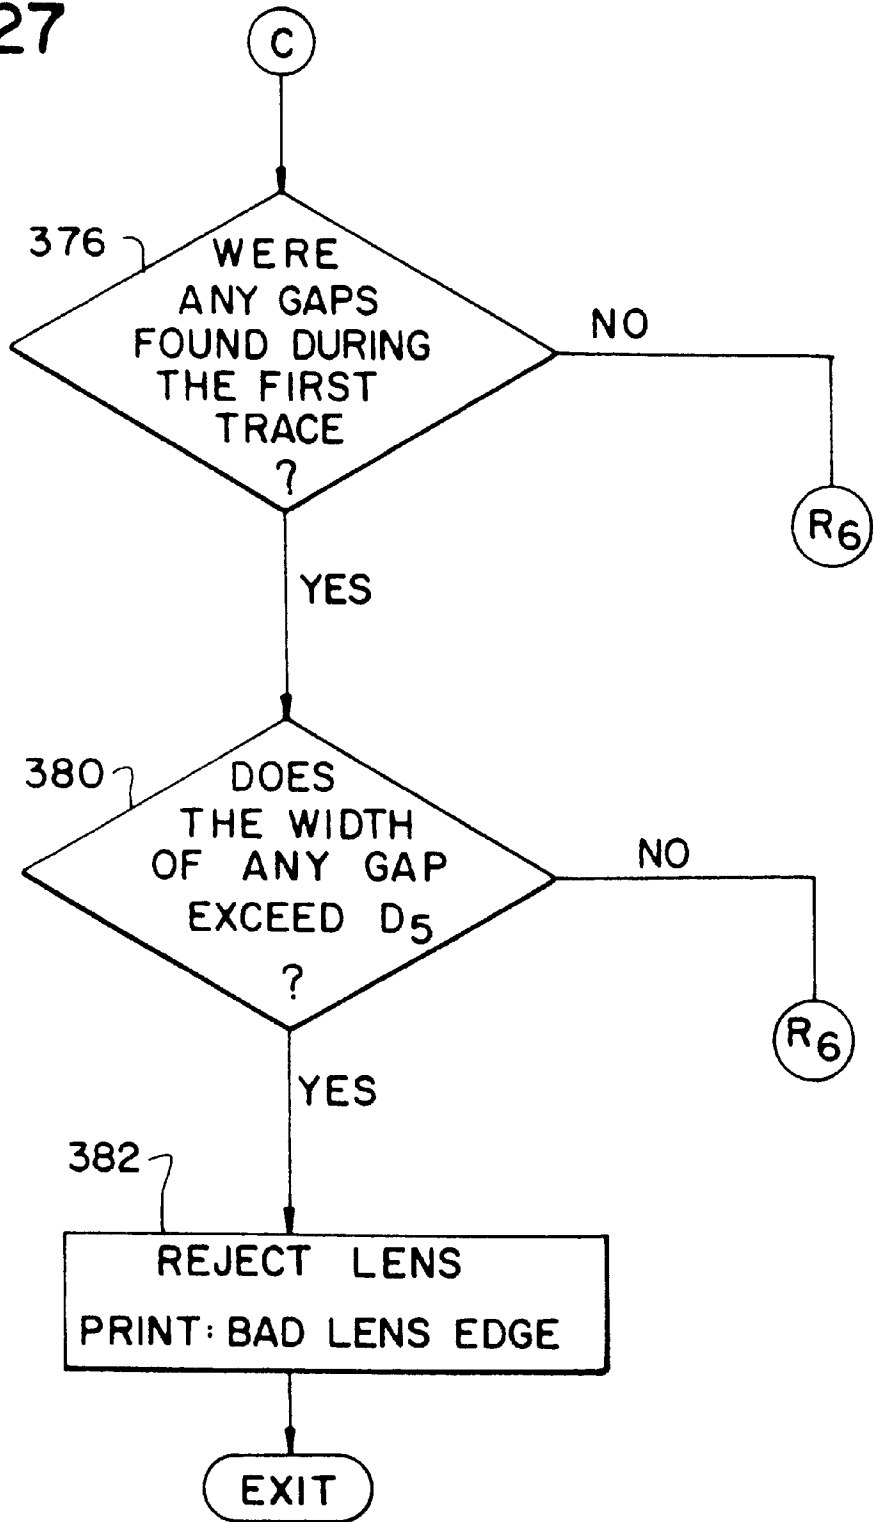 27
C
376
WERE
ANY GAPS
FOUND DURING
THE FIRST
TRACE
?
NO
R6
YES
380
DOES
THE WIDTH
OF ANY GAP
EXCEED D5
?
NO
R6
YES
382
REJECT LENS
PRINT: BAD LENS EDGE
EXIT